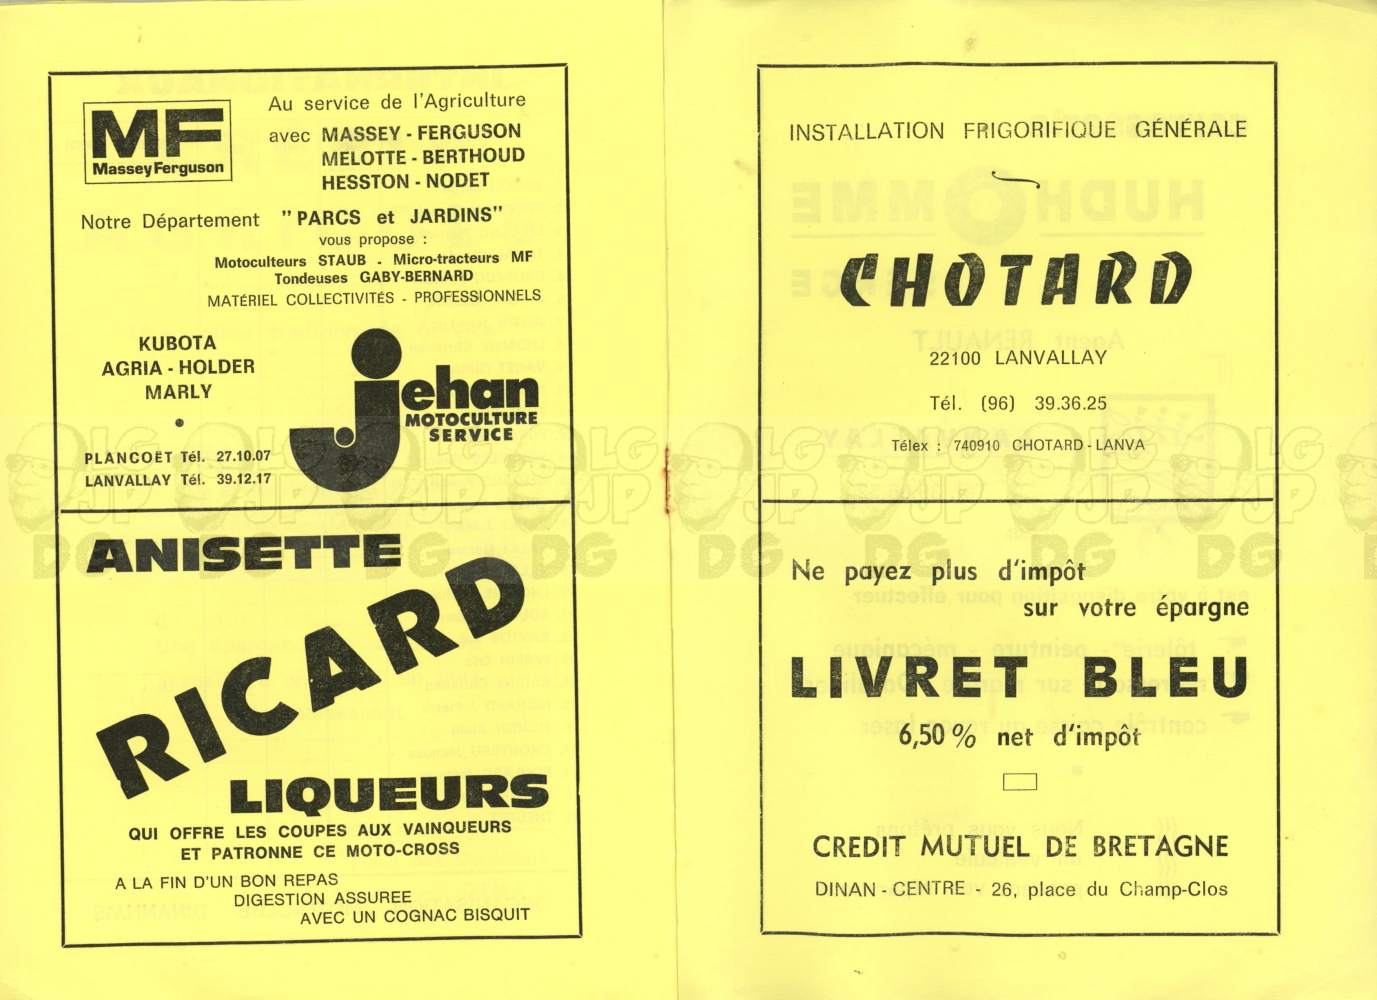 MF
Massey Ferguson
Au service de l'Agriculture
avec MASSEY - FERGUSON
MELOTTE - BERTHOUD
HESSTON - NODET
Notre Département "PARCS et JARDINS"
vous propose :
Motoculteurs STAUB - Micro-tracteurs MF
Tondeuses GABY-BERNARD
MATÉRIEL COLLECTIVITÉS - PROFESSIONNELS
KUBOTA
AGRIA - HOLDER
MARLY
jehan
MOTOCULTURE
SERVICE
PLANCOËT Tél. 27.10.07
LANVALLAY Tél. 39.12.17
ANISETTE
RICARD
LIQUEURS
QUI OFFRE LES COUPES AUX VAINQUEURS
ET PATRONNE CE MOTO-CROSS
A LA FIN D'UN BON REPAS
DIGESTION ASSUREE
AVEC UN COGNAC BISQUIT
INSTALLATION FRIGORIFIQUE GÉNÉRALE
CHOTARD
22100 LANVALLAY
Tél. (96) 39.36.25
Télex : 740910 CHOTARD - LANVA
Ne payez plus d'impôt
sur votre épargne
LIVRET BLEU
6,50 % net d'impôt
CREDIT MUTUEL DE BRETAGNE
DINAN - CENTRE - 26, place du Champ-Clos